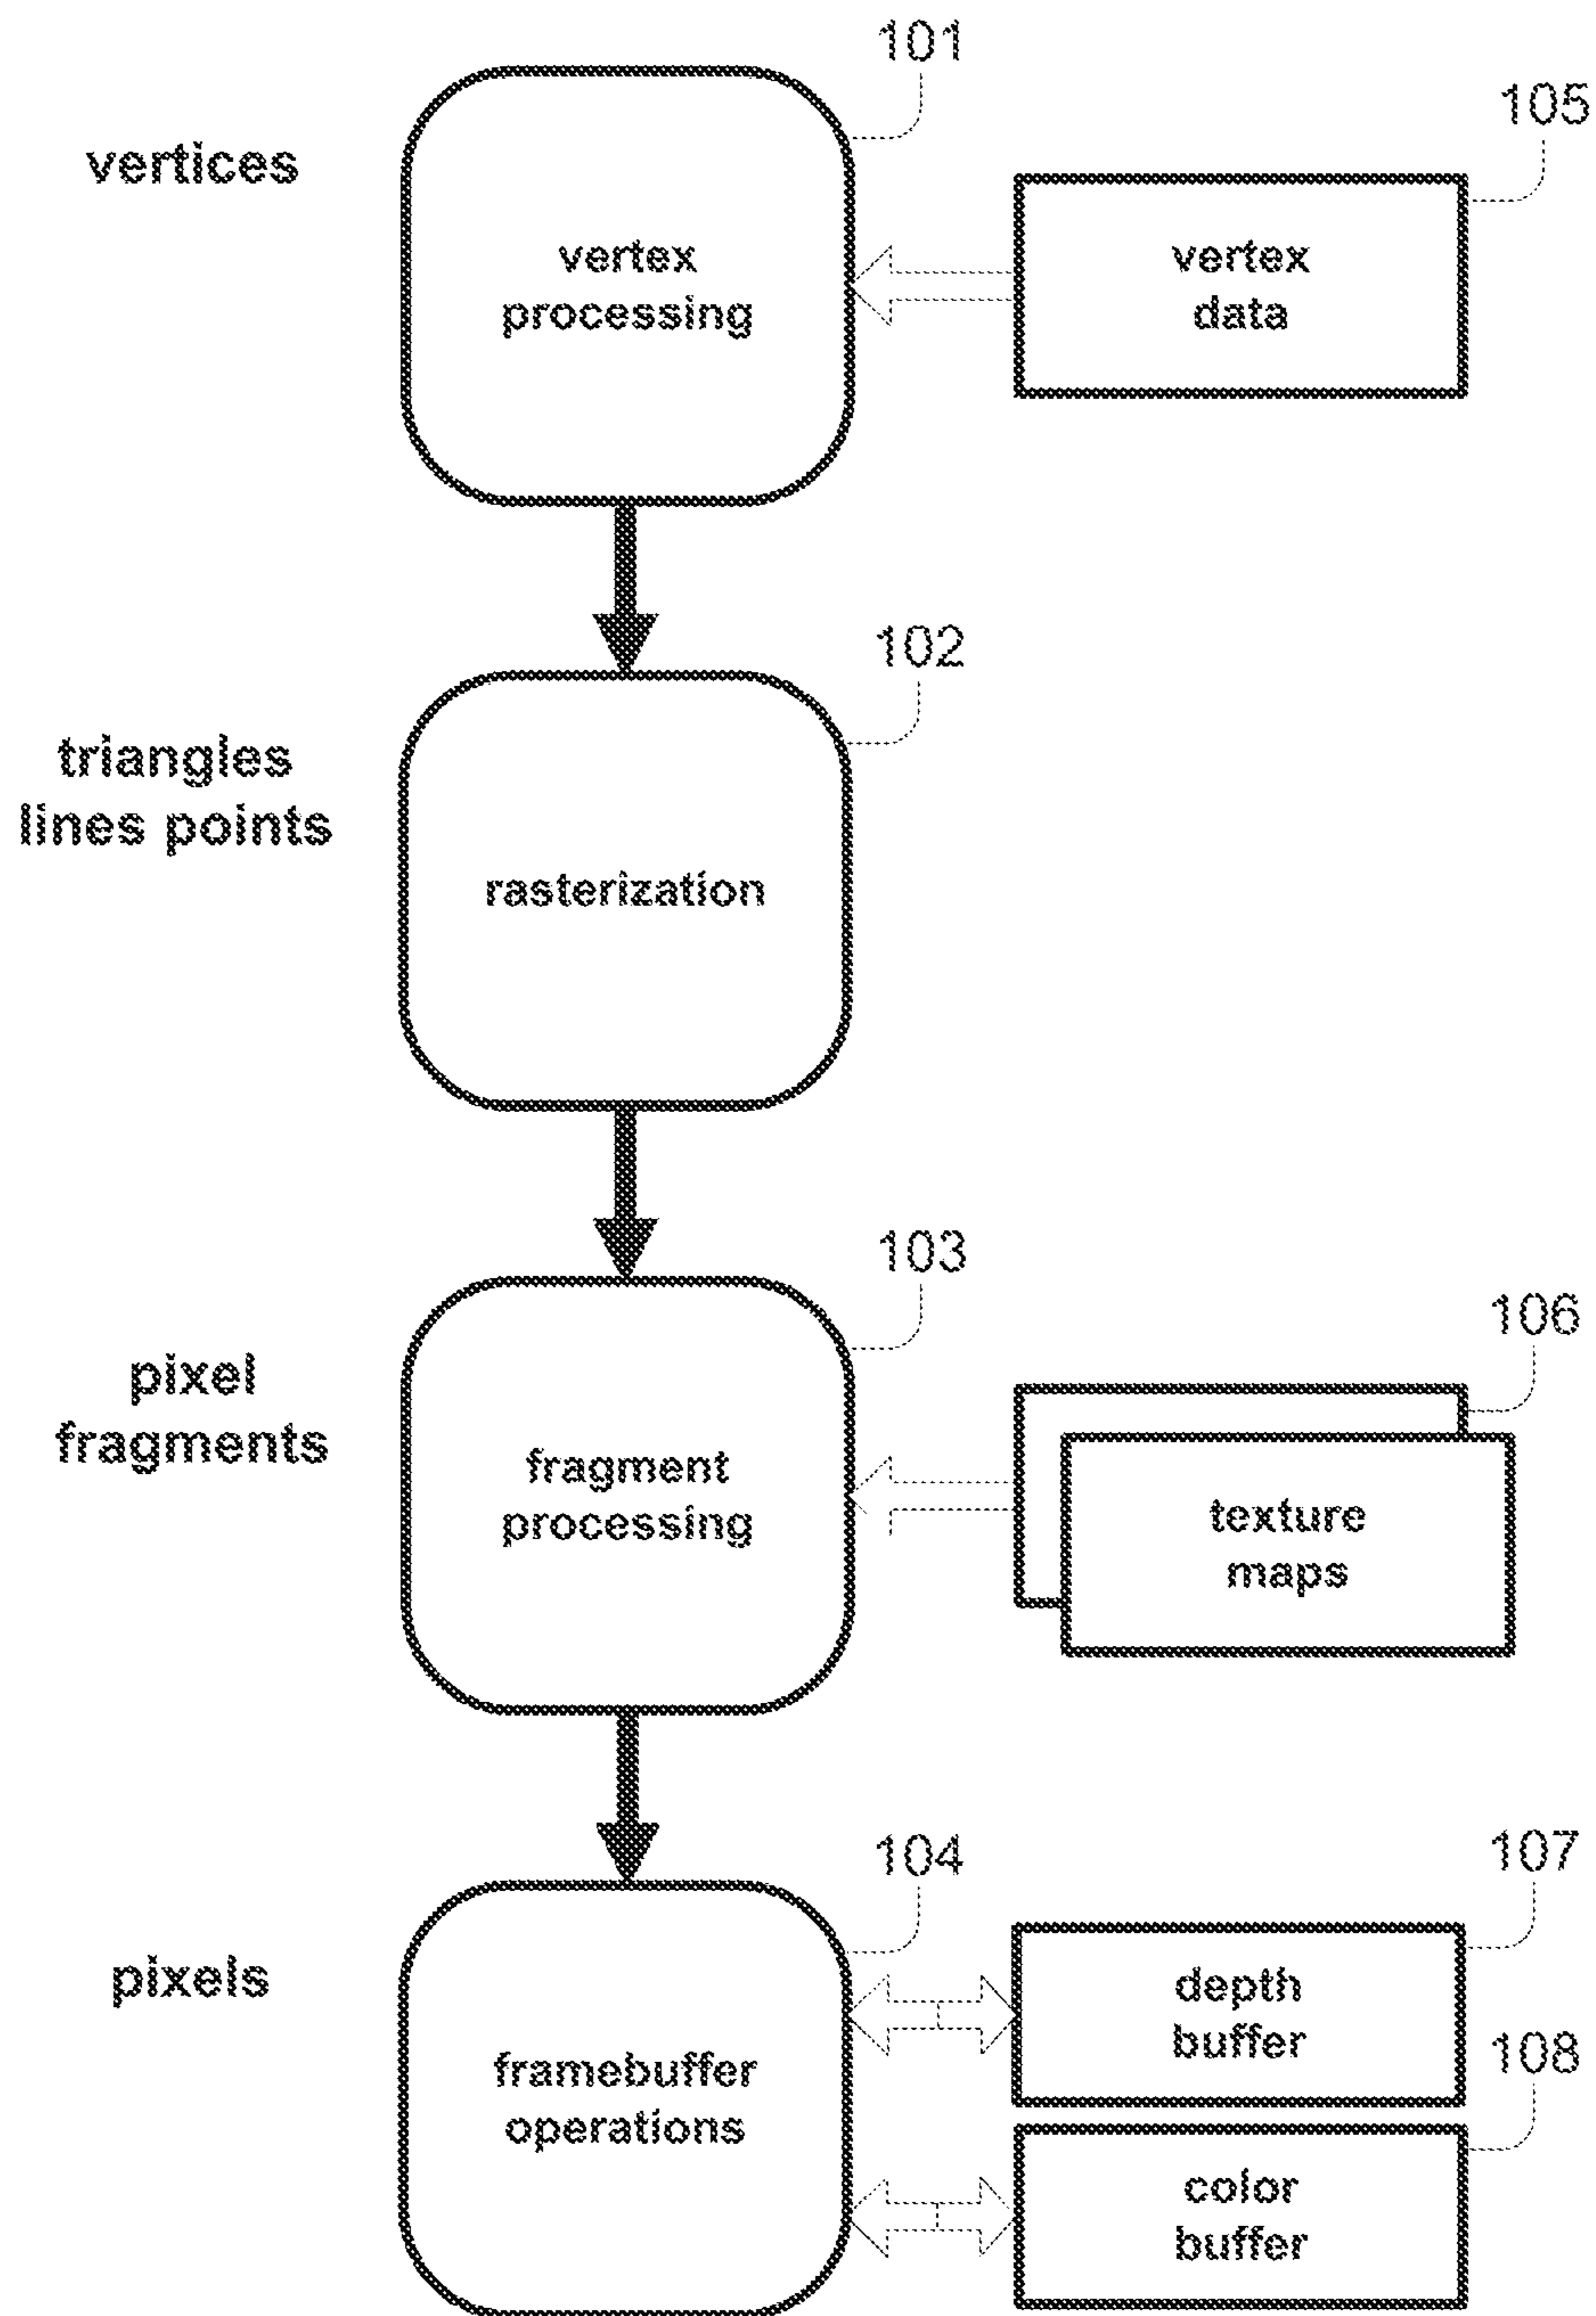 101
105
vertices
vertex
processing
vertex
data
102
triangles
lines points
rasterization
103
106
pixel
fragments
fragment
processing
texture
maps
104
107
pixels
depth
buffer
108
framebuffer
operations
color
buffer